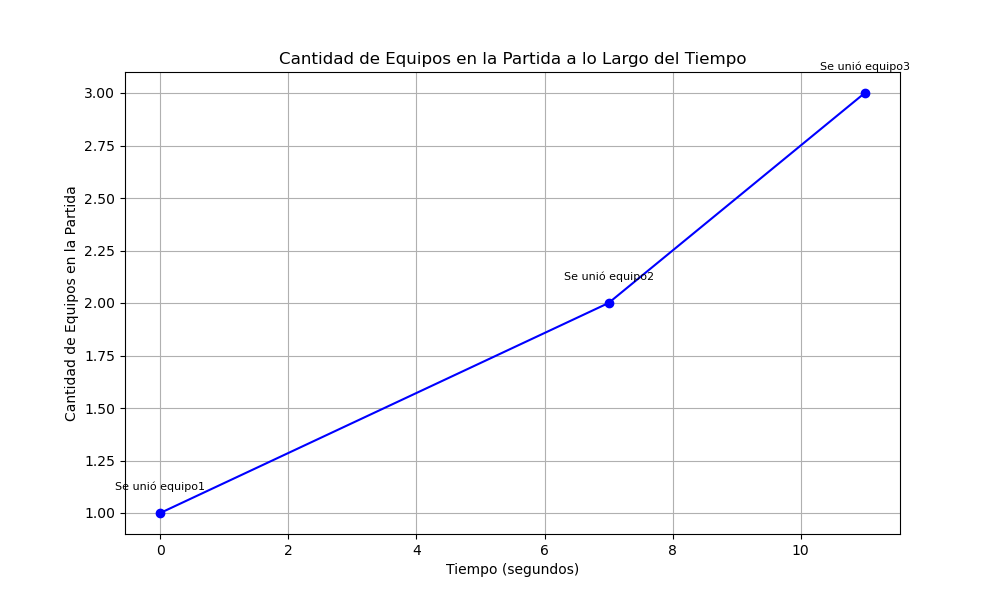 Cantidad de Equipos en la Partida a lo Largo del Tiempo
Se unió equipo3
3.00
2.75
2.50
2.25
Se unió equipo2
2.00
1.75
1.50
1.25
Se unió equipo1
1.00
Cantidad de Equipos en la Partida
0 2 4 6 8 10
Tiempo (segundos)